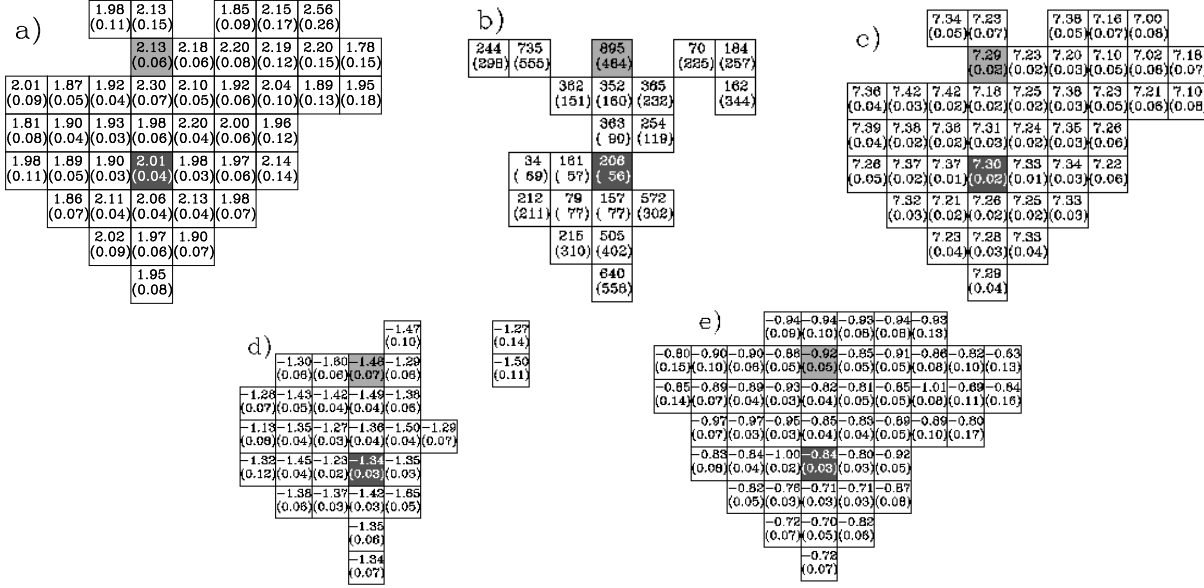 a)
1.98 2.13 1.85 2.15 2.56
(0.11) (0.15) (0.09) (0.17) (0.26)
2.13 2.18 2.20 2.19 2.20 1.78
(0.06) (0.06) (0.08) (0.12) (0.15) (0.15)
2.01 1.87 1.92 2.30 2.10 1.92 2.04 1.89 1.95
(0.09) (0.05) (0.04) (0.07) (0.05) (0.06) (0.10) (0.13) (0.18)
1.81 1.90 1.93 1.98 2.20 2.00 1.96
(0.08) (0.04) (0.03) (0.04) (0.06) (0.06) (0.12)
1.98 1.89 1.90 2.01 1.98 1.97 2.14
(0.11) (0.05) (0.03) (0.04) (0.03) (0.06) (0.14)
1.86 2.11 2.06 2.13 1.98
(0.07) (0.04) (0.04) (0.04) (0.07)
2.02 1.97 1.90
(0.09) (0.06) (0.07)
1.95
(0.08)
b)
244 735 895 70 184
(298) (555) (484) (225) (257)
362 352 365 162
(151) (160) (232) (344)
363 254
( 90) (119)
34 161 206
( 69) ( 57) ( 56)
212 79 157 572
(211) ( 77) ( 77) (302)
215 505
(310) (402)
640
(556)
c)
7.34 7.23 7.38 7.16 7.00
(0.05) (0.07) (0.05) (0.07) (0.08)
7.29 7.23 7.20 7.10 7.02 7.18
(0.02) (0.02) (0.03) (0.05) (0.06) (0.07)
7.36 7.42 7.42 7.18 7.25 7.38 7.23 7.21 7.10
(0.04) (0.03) (0.02) (0.02) (0.02) (0.03) (0.05) (0.06) (0.08)
7.39 7.38 7.36 7.31 7.24 7.35 7.26
(0.04) (0.02) (0.02) (0.02) (0.02) (0.03) (0.06)
7.26 7.37 7.37 7.30 7.33 7.34 7.22
(0.05) (0.02) (0.01) (0.02) (0.01) (0.03) (0.06)
7.32 7.21 7.26 7.25 7.33
(0.03) (0.02) (0.02) (0.02) (0.03)
7.23 7.28 7.33
(0.04) (0.03) (0.04)
7.29
(0.04)
d)
−1.47 −1.27
(0.10) (0.14)
−1.30 −1.60 −1.48 −1.29 −1.50
(0.06) (0.06) (0.07) (0.06) (0.11)
−1.28 −1.43 −1.42 −1.49 −1.38
(0.07) (0.05) (0.04) (0.04) (0.06)
−1.13 −1.35 −1.27 −1.36 −1.50 −1.29
(0.08) (0.04) (0.03) (0.04) (0.04) (0.07)
−1.32 −1.45 −1.23 −1.34 −1.35
(0.12) (0.04) (0.02) (0.03) (0.03)
−1.38 −1.37 −1.42 −1.65
(0.06) (0.03) (0.03) (0.05)
−1.35
(0.06)
−1.34
(0.07)
e)
−0.94 −0.94 −0.93 −0.94 −0.93
(0.09) (0.10) (0.08) (0.08) (0.13)
−0.80 −0.90 −0.90 −0.86 −0.92 −0.85 −0.91 −0.86 −0.82 −0.63
(0.15) (0.10) (0.06) (0.05) (0.05) (0.05) (0.06) (0.08) (0.10) (0.13)
−0.85 −0.89 −0.89 −0.93 −0.82 −0.81 −0.85 −1.01 −0.69 −0.84
(0.14) (0.07) (0.04) (0.03) (0.04) (0.05) (0.05) (0.08) (0.11) (0.16)
−0.97 −0.97 −0.95 −0.85 −0.83 −0.89 −0.89 −0.80
(0.07) (0.03) (0.03) (0.04) (0.04) (0.05) (0.10) (0.17)
−0.83 −0.84 −1.00 −0.84 −0.80 −0.92
(0.08) (0.04) (0.02) (0.03) (0.03) (0.05)
−0.82 −0.76 −0.71 −0.71 −0.87
(0.05) (0.03) (0.03) (0.03) (0.08)
−0.72 −0.70 −0.82
(0.07) (0.05) (0.06)
−0.72
(0.07)